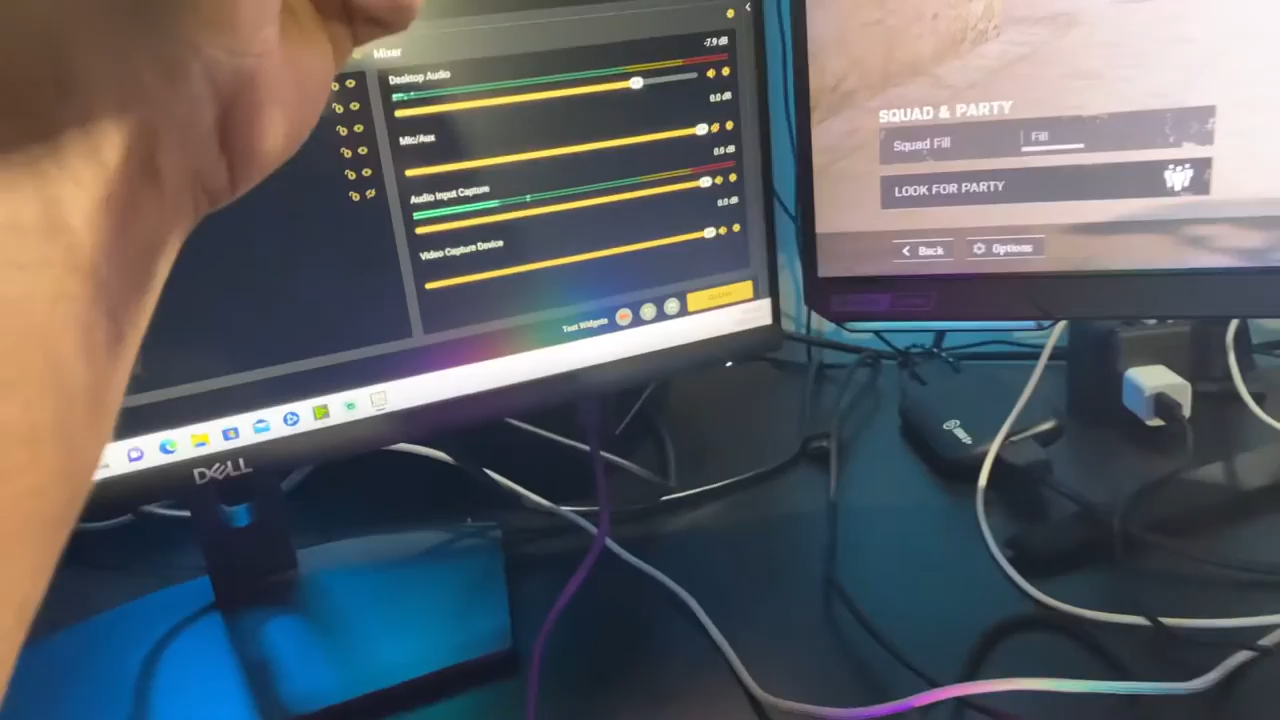 Mixer
Desktop Audio
-7.9 dB
Mic/Aux
0.0 dB
Audio Input Capture
0.0 dB
Video Capture Device
0.0 dB
Test Widgets
DELL
SQUAD & PARTY
Squad Fill
Fill
LOOK FOR PARTY
Back
Options